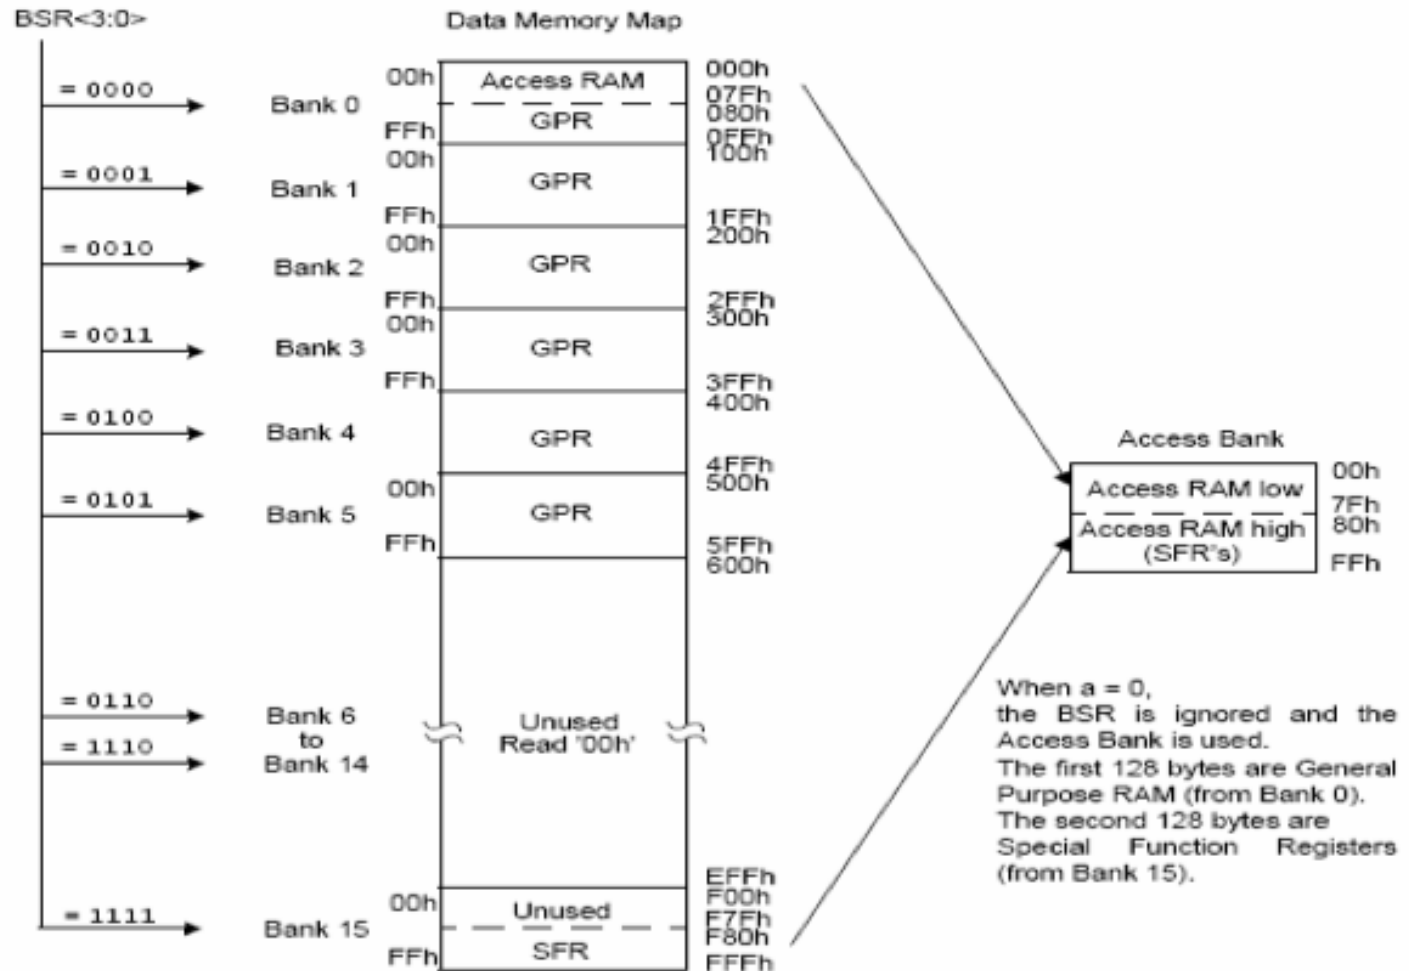 BSR<3:0>
Data Memory Map
= 0000
Bank 0
00h
Access RAM
000h
07Fh
080h
FFh
GPR
0FFh
= 0001
Bank 1
00h
GPR
100h
FFh
1FFh
= 0010
Bank 2
00h
GPR
200h
FFh
2FFh
= 0011
Bank 3
00h
GPR
300h
FFh
3FFh
= 0100
Bank 4
GPR
400h
4FFh
= 0101
Bank 5
00h
GPR
500h
FFh
5FFh
600h
= 0110
Bank 6
to
= 1110
Bank 14
Unused
Read '00h'
EFFh
= 1111
Bank 15
00h
Unused
F00h
F7Fh
F80h
FFh
SFR
FFFh
Access Bank
Access RAM low
00h
7Fh
Access RAM high
(SFR's)
80h
FFh
When a = 0,
the BSR is ignored and the
Access Bank is used.
The first 128 bytes are General
Purpose RAM (from Bank 0).
The second 128 bytes are
Special Function Registers
(from Bank 15).